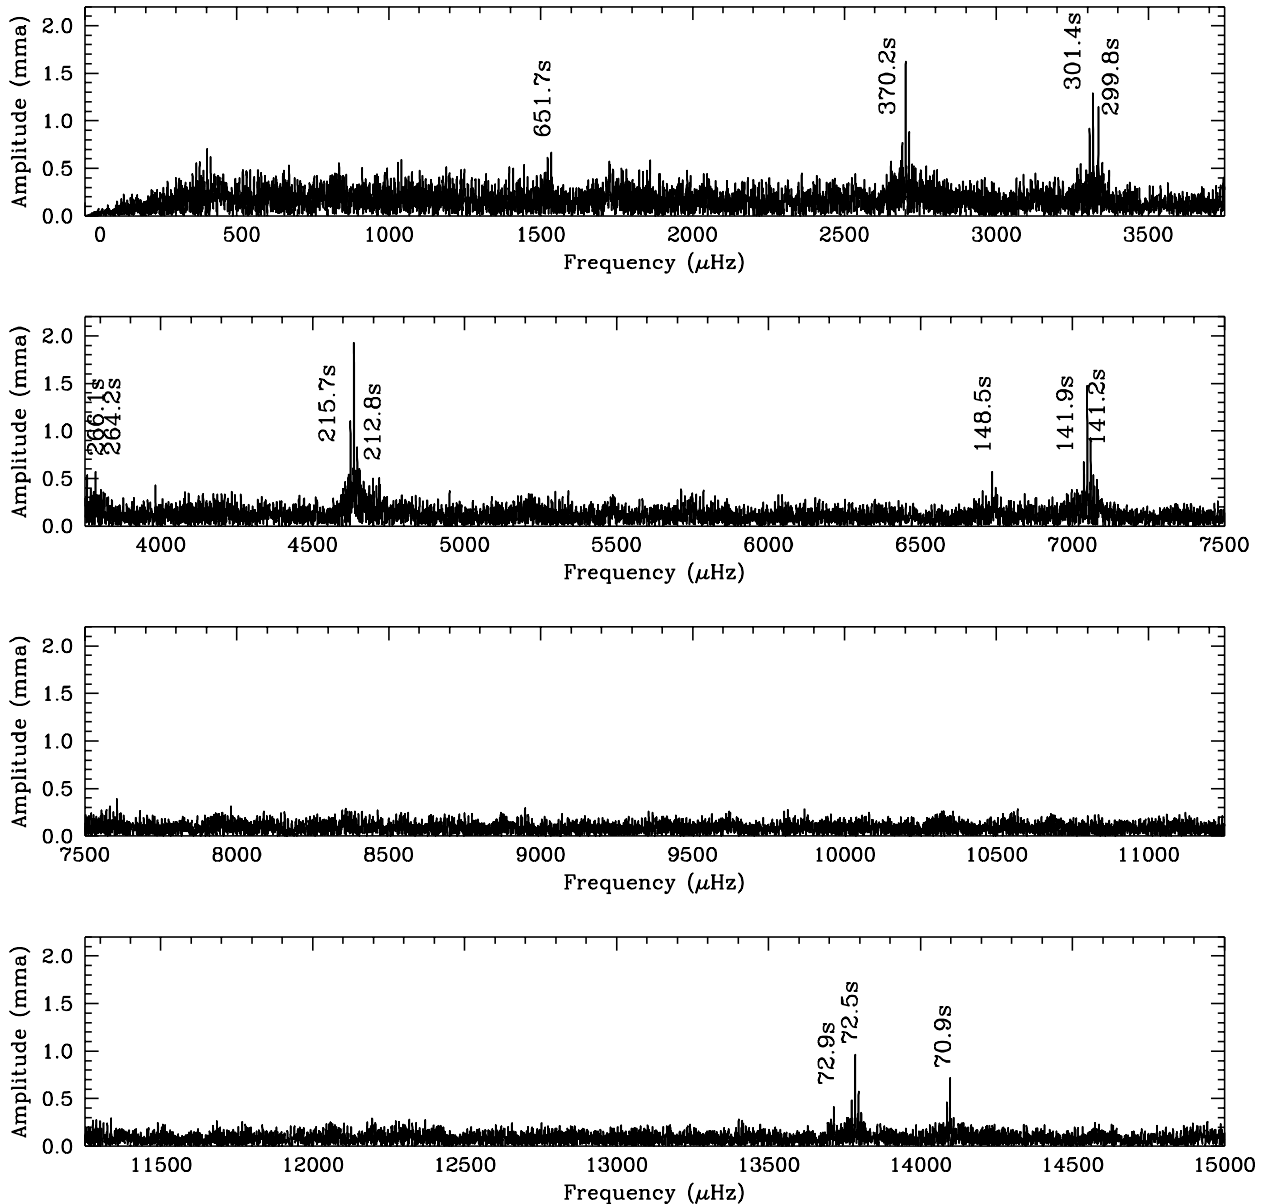 2.0
1.5
1.0
0.5
0.0
Amplitude (mma)
651.7s
370.2s
301.4s
299.8s
0 500 1000 1500 2000 2500 3000 3500
Frequency (μHz)
2.0
1.5
1.0
0.5
0.0
Amplitude (mma)
266.1s
264.2s
215.7s
212.8s
148.5s
141.9s
141.2s
4000 4500 5000 5500 6000 6500 7000 7500
Frequency (μHz)
2.0
1.5
1.0
0.5
0.0
Amplitude (mma)
7500 8000 8500 9000 9500 10000 10500 11000
Frequency (μHz)
2.0
1.5
1.0
0.5
0.0
Amplitude (mma)
72.9s
72.5s
70.9s
11500 12000 12500 13000 13500 14000 14500 15000
Frequency (μHz)